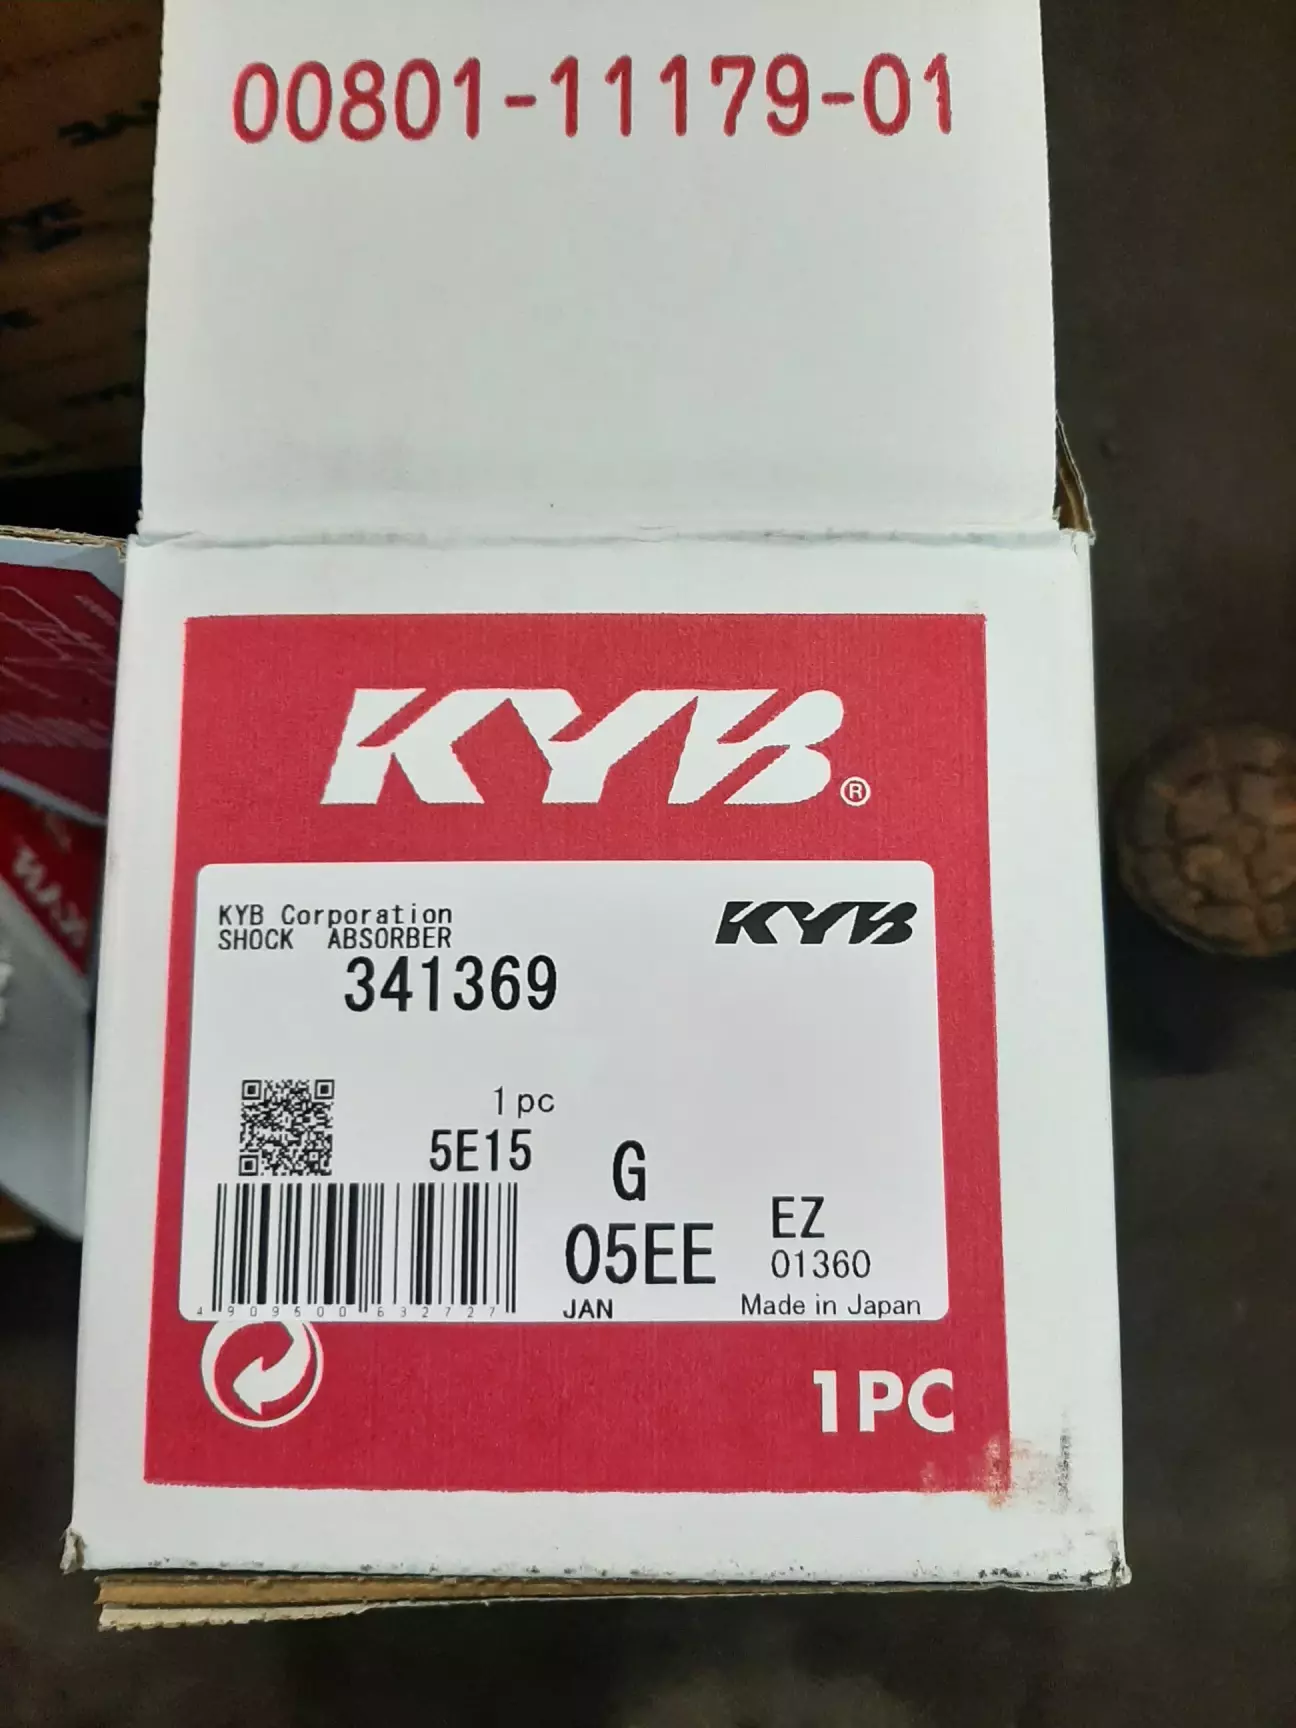 00801-11179-01
KYB®
KYB Corporation
SHOCK ABSORBER
KYB
341369
1pc
5E15
G
05EE
EZ
01360
4909500632727
JAN
Made in Japan
1PC